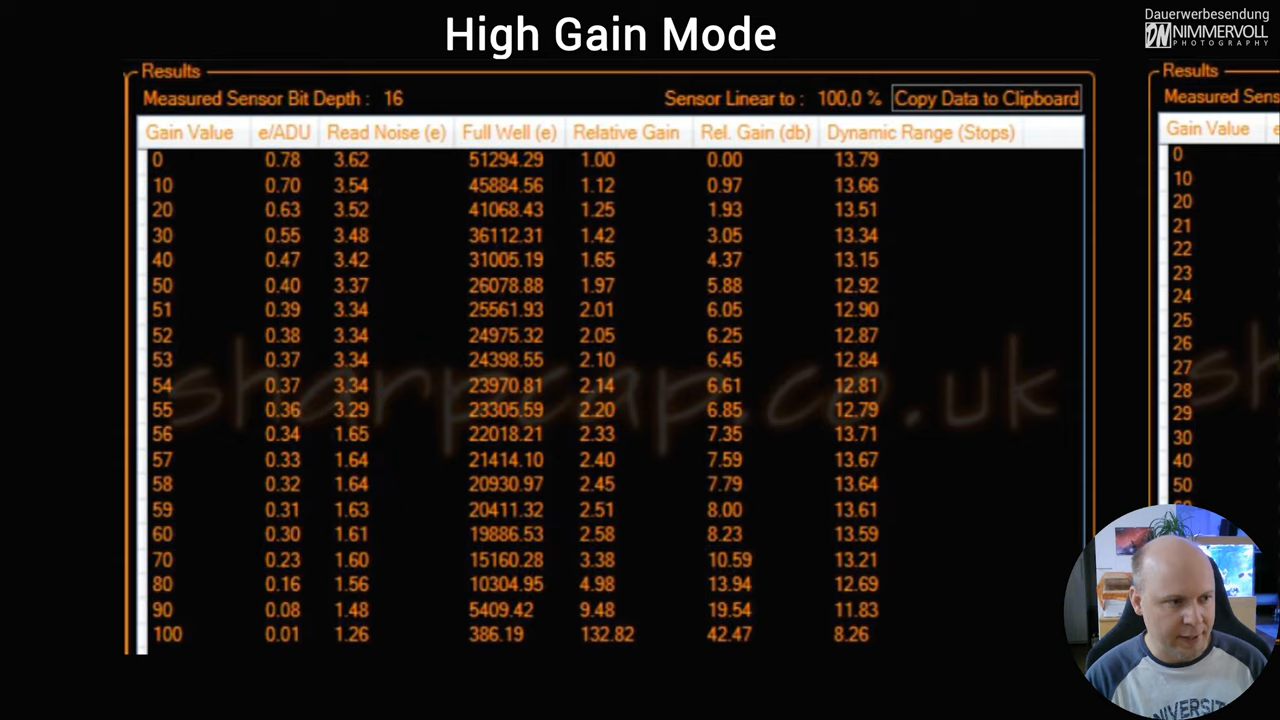 High Gain Mode
Dauerwerbesendung
DN NIMMERVOLL
PHOTOGRAPHY
Results
Measured Sensor Bit Depth : 16 Sensor Linear to : 100,0 % Copy Data to Clipboard
Gain Value e/ADU Read Noise (e) Full Well (e) Relative Gain Rel. Gain (db) Dynamic Range (Stops)
0 0.78 3.62 51294.29 1.00 0.00 13.79
10 0.70 3.54 45884.56 1.12 0.97 13.66
20 0.63 3.52 41068.43 1.25 1.93 13.51
30 0.55 3.48 36112.31 1.42 3.05 13.34
40 0.47 3.42 31005.19 1.65 4.37 13.15
50 0.40 3.37 26078.88 1.97 5.88 12.92
51 0.39 3.34 25561.93 2.01 6.05 12.90
52 0.38 3.34 24975.32 2.05 6.25 12.87
53 0.37 3.34 24398.55 2.10 6.45 12.84
54 0.37 3.34 23970.81 2.14 6.61 12.81
55 0.36 3.29 23305.59 2.20 6.85 12.79
56 0.34 1.65 22018.21 2.33 7.35 13.71
57 0.33 1.64 21414.10 2.40 7.59 13.67
58 0.32 1.64 20930.97 2.45 7.79 13.64
59 0.31 1.63 20411.32 2.51 8.00 13.61
60 0.30 1.61 19886.53 2.58 8.23 13.59
70 0.23 1.60 15160.28 3.38 10.59 13.21
80 0.16 1.56 10304.95 4.98 13.94 12.69
90 0.08 1.48 5409.42 9.48 19.54 11.83
100 0.01 1.26 386.19 132.82 42.47 8.26
sharpcap.co.uk
Results
Measured Sens
Gain Value e
0
10
20
21
22
23
24
25
26
27
28
29
30
40
50
sh
UNIVERSIT